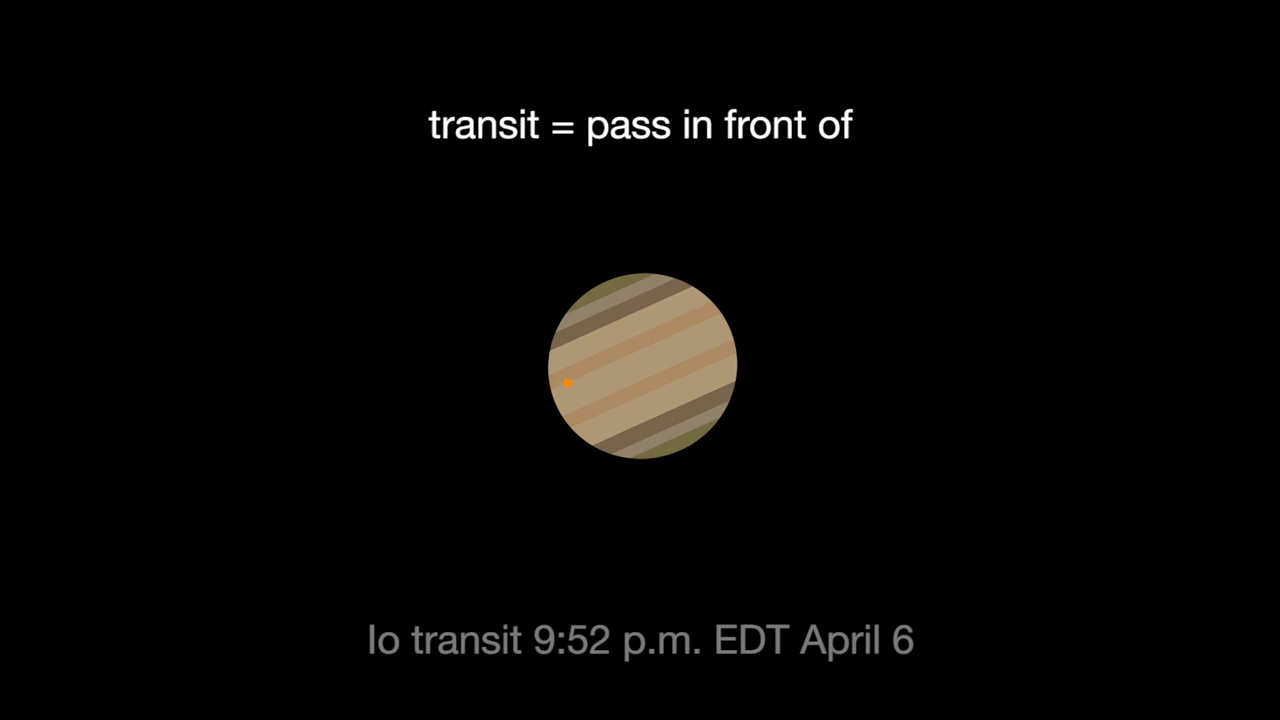 transit = pass in front of
Io transit 9:52 p.m. EDT April 6